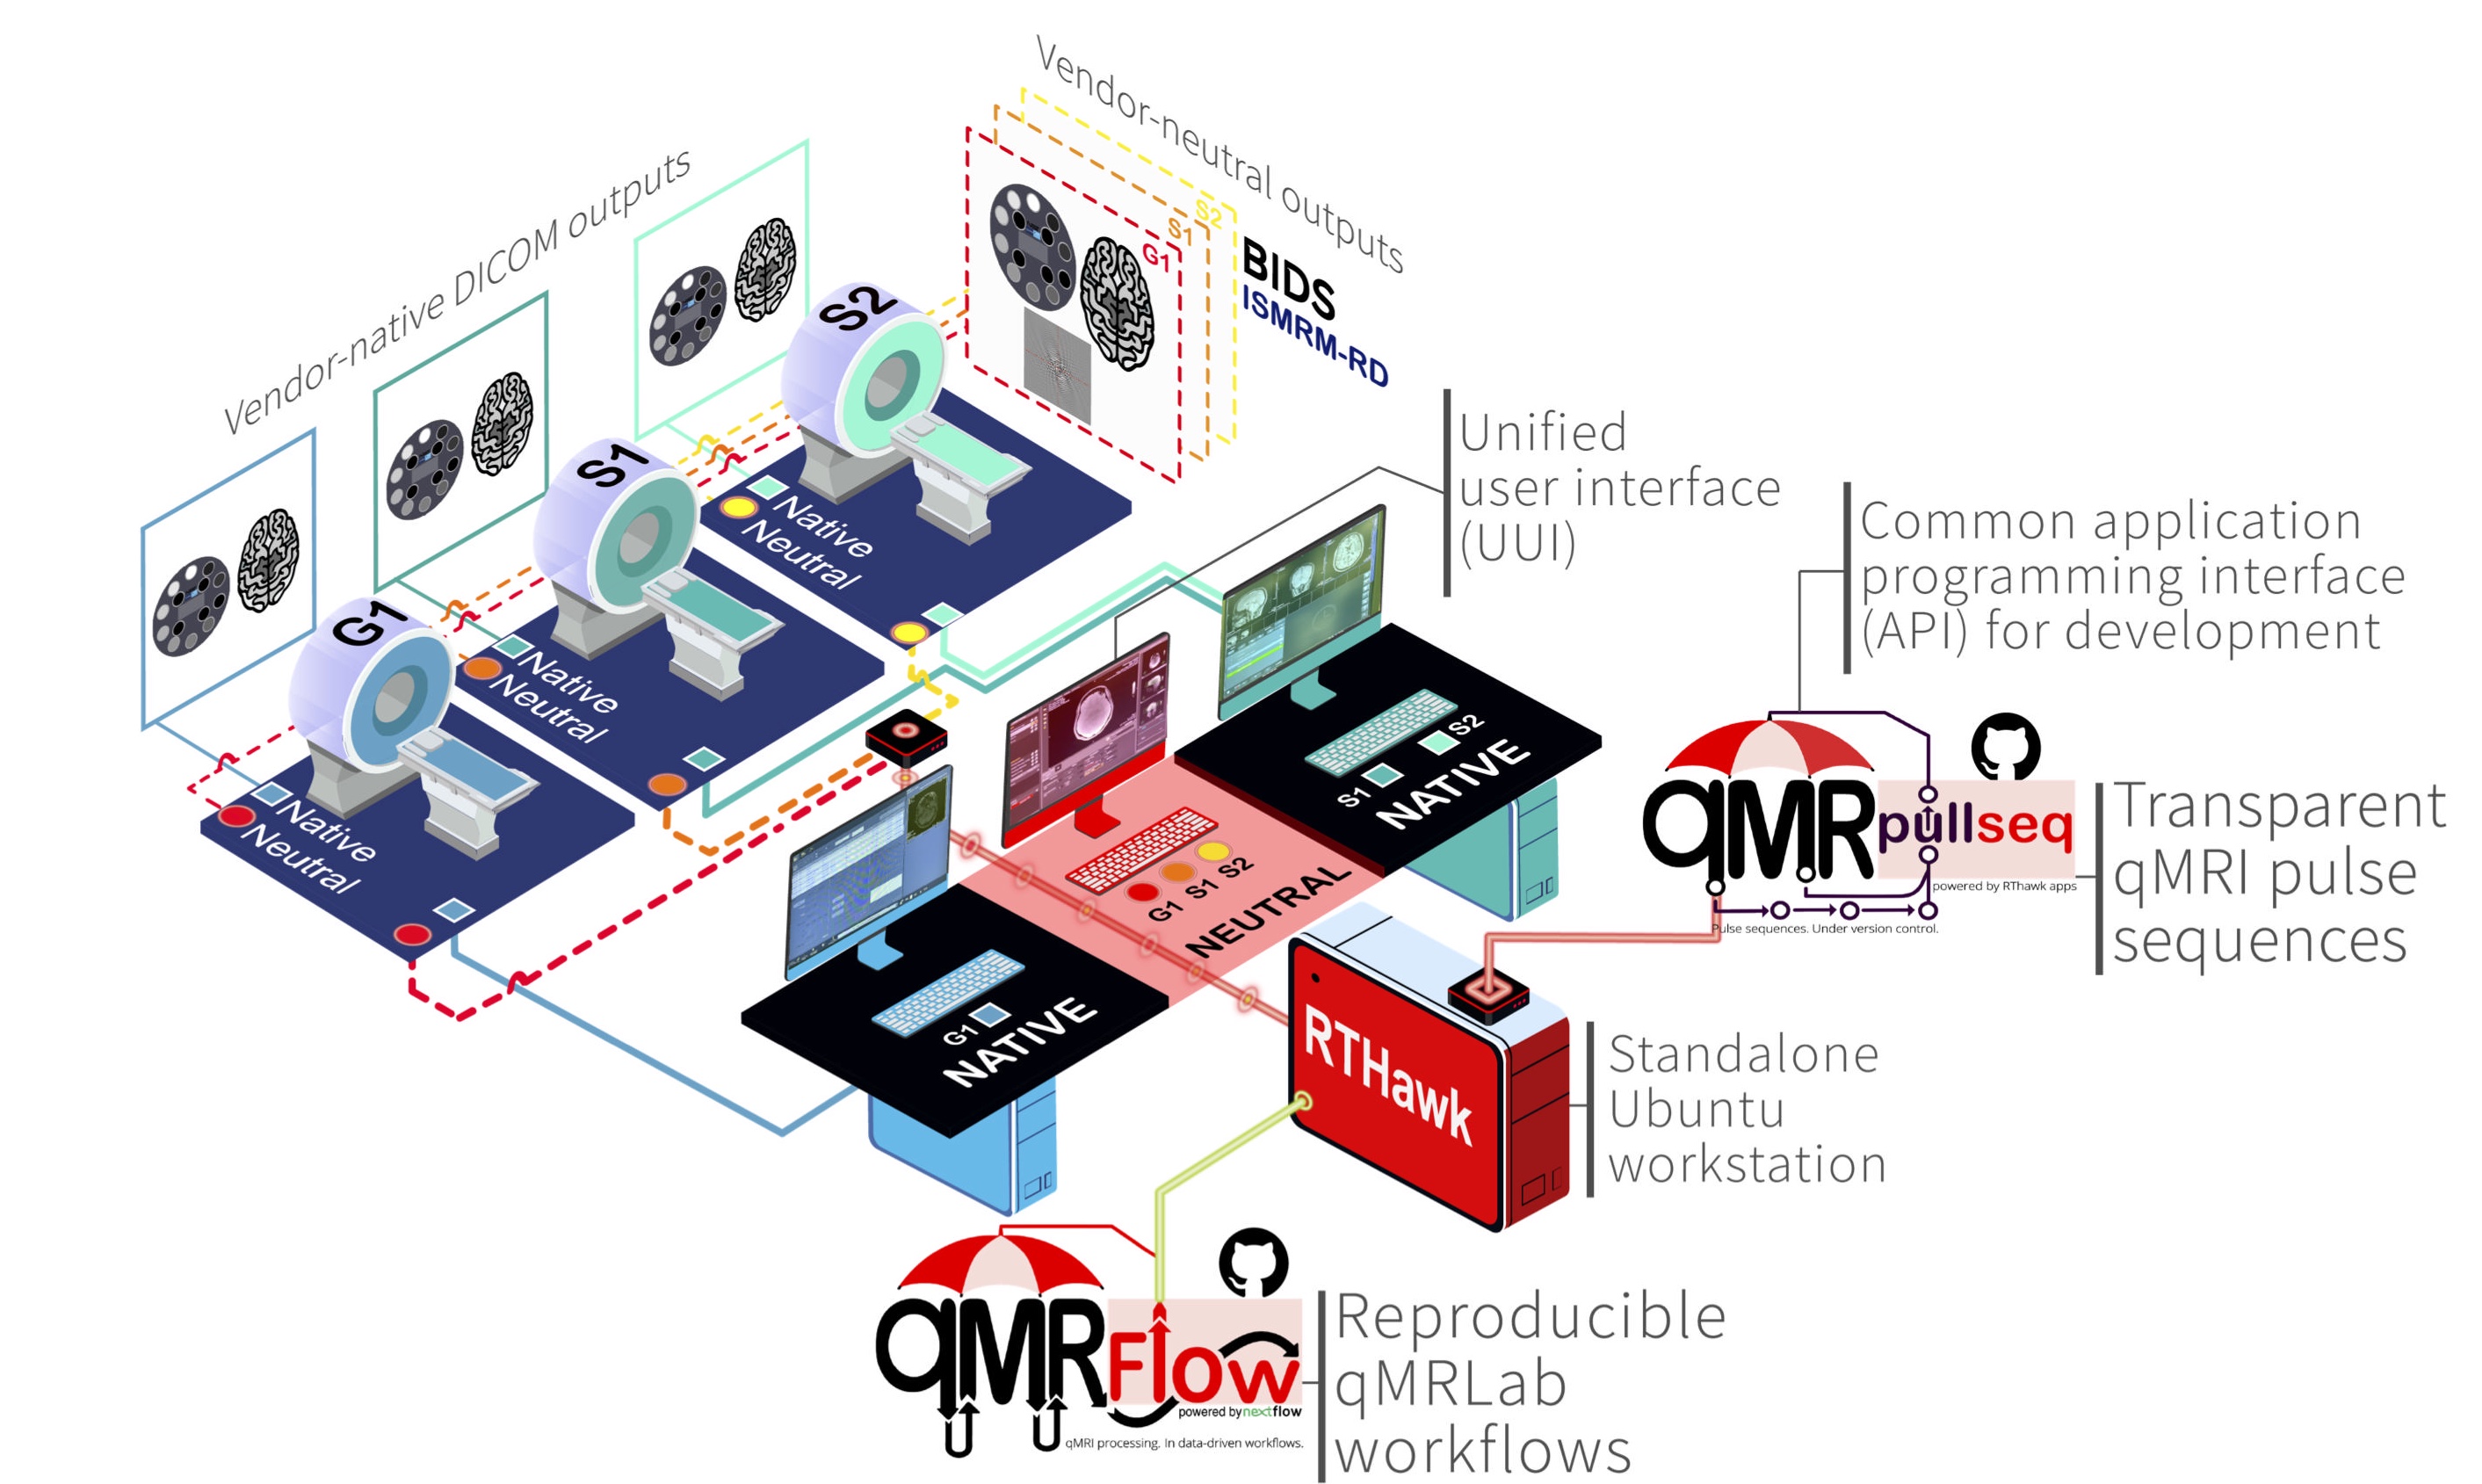 Vendor-neutral outputs
Vendor-native DICOM outputs
S2
S1
G1
BIDS
ISMRM-RD
S2
Native
Neutral
S1
Native
Neutral
G1
Native
Neutral
Unified
user interface
(UUI)
Common application
programming interface
(API) for development
S1
S2
NATIVE
G1 S1 S2
NEUTRAL
G1
NATIVE
qMRpullseq
powered by RThawk apps
Pulse sequences. Under version control.
Transparent
qMRI pulse
sequences
RTHawk
Standalone
Ubuntu
workstation
qMRFlow
powered by nextflow
qMRI processing. In data-driven workflows.
Reproducible
qMRLab
workflows